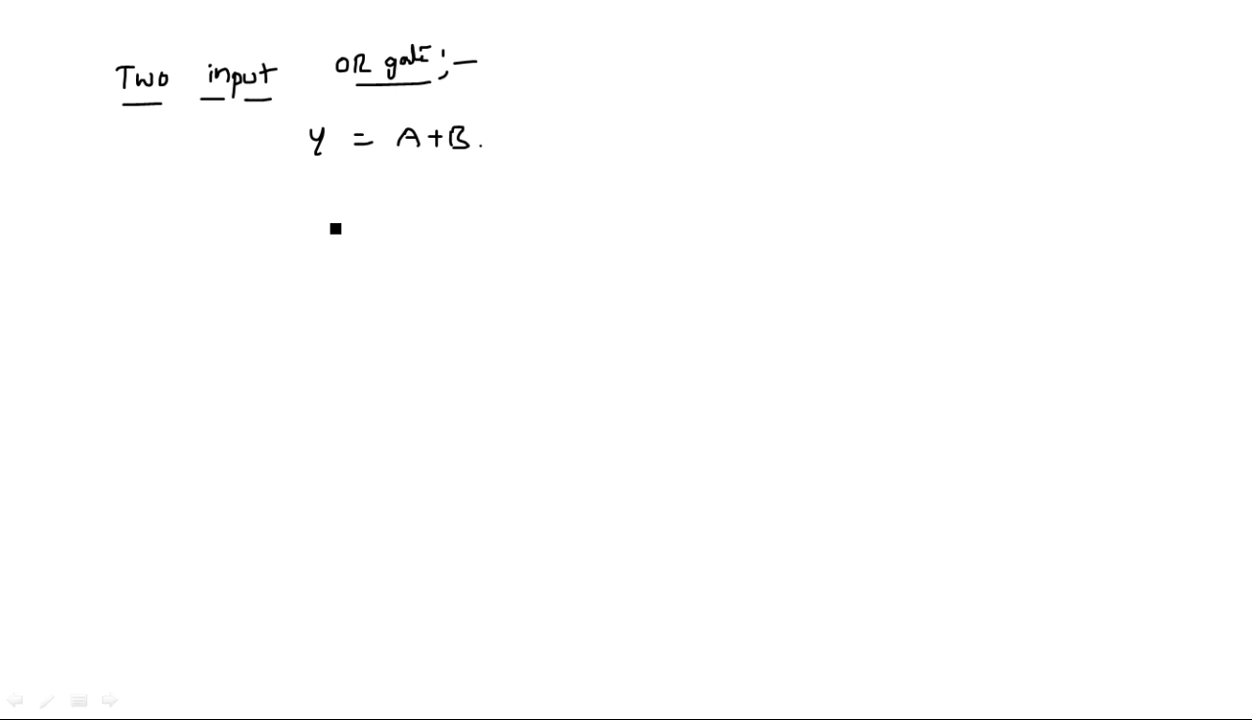 Two input OR gate :-
Y = A+B.